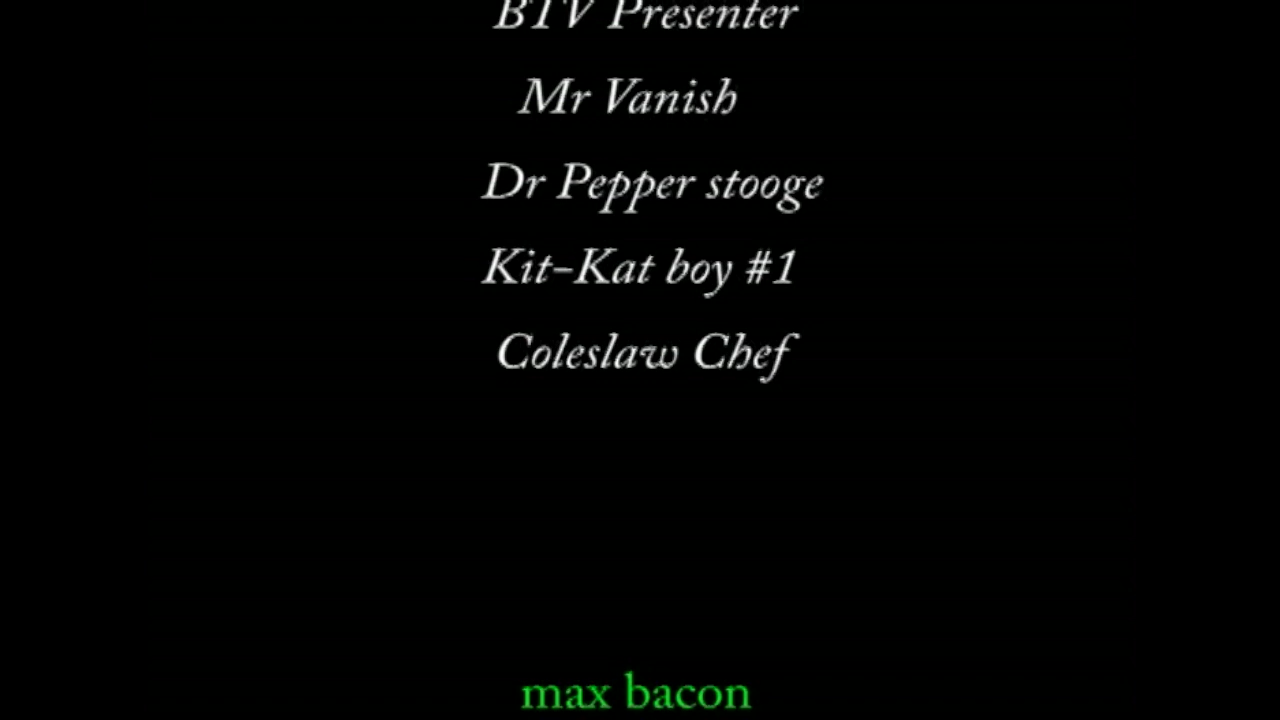 BTV Presenter
Mr Vanish
Dr Pepper stooge
Kit-Kat boy #1
Coleslaw Chef
max bacon